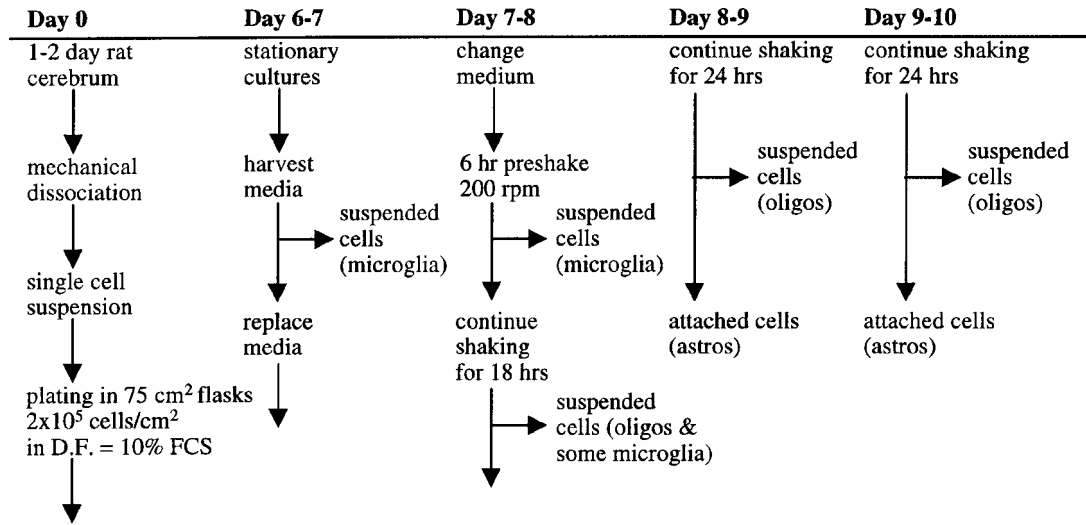 Day 0
1-2 day rat
cerebrum
mechanical
dissociation
single cell
suspension
plating in 75 cm² flasks
2x10⁵ cells/cm²
in D.F. = 10% FCS
Day 6-7
stationary
cultures
harvest
media
suspended
cells
(microglia)
replace
media
Day 7-8
change
medium
6 hr preshake
200 rpm
suspended
cells
(microglia)
continue
shaking
for 18 hrs
suspended
cells (oligos &
some microglia)
Day 8-9
continue shaking
for 24 hrs
suspended
cells
(oligos)
attached cells
(astros)
Day 9-10
continue shaking
for 24 hrs
suspended
cells
(oligos)
attached cells
(astros)